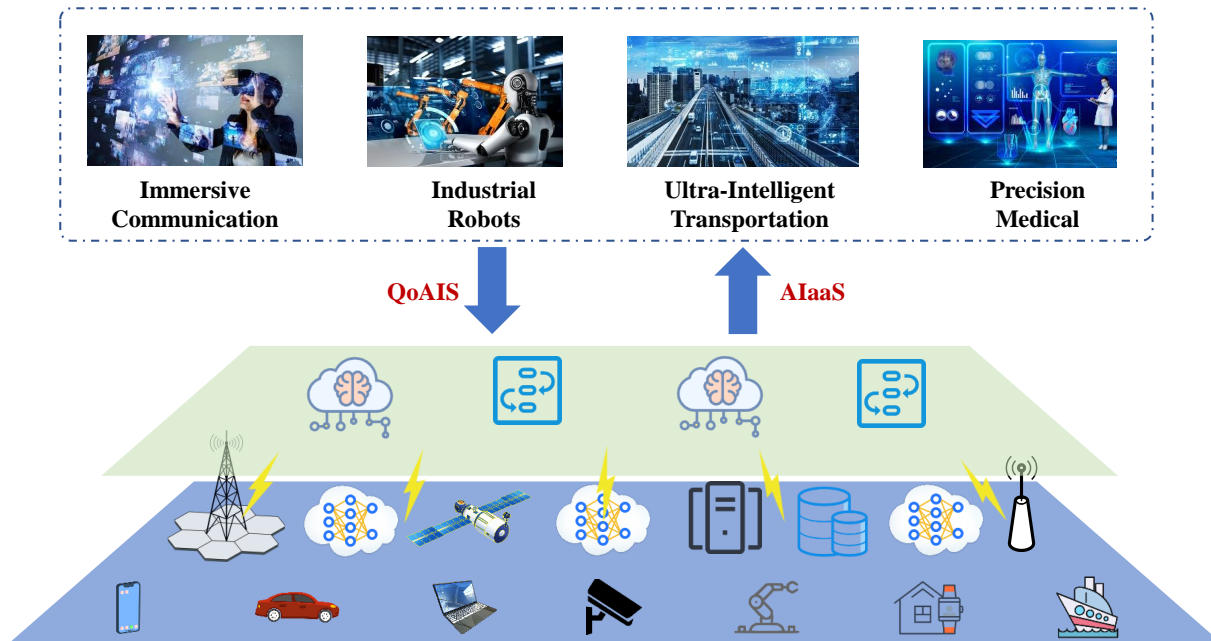 Immersive
Communication
Industrial
Robots
Ultra-Intelligent
Transportation
Precision
Medical
QoAIS
AIaaS